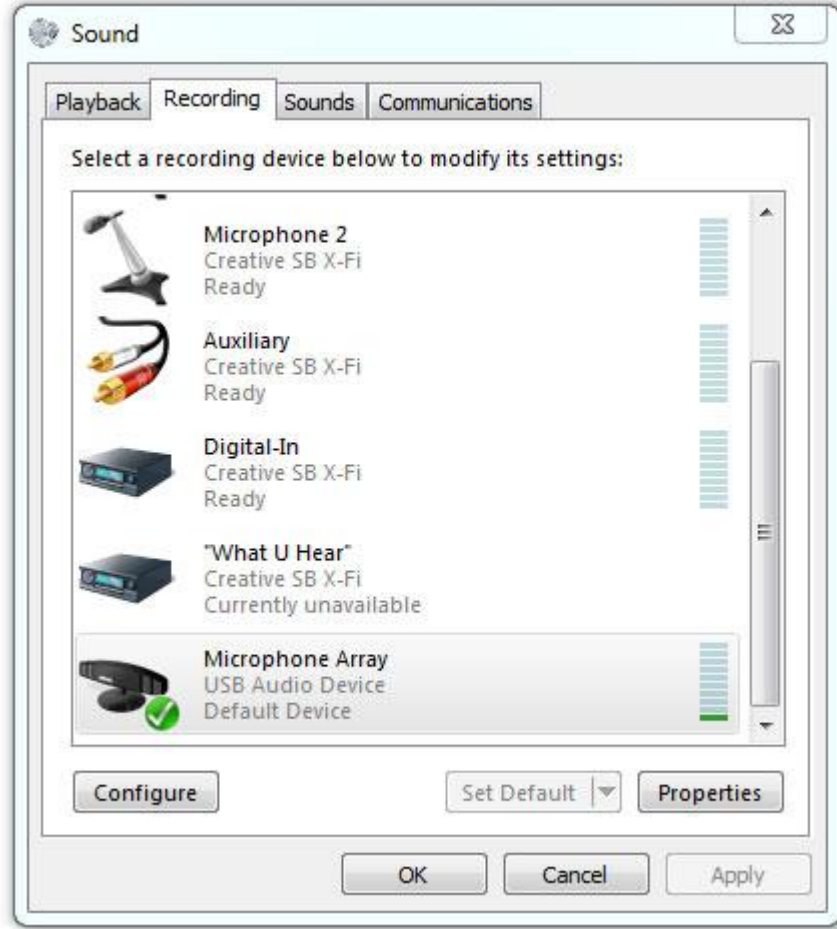 Sound
Playback Recording Sounds Communications
Select a recording device below to modify its settings:
Microphone 2
Creative SB X-Fi
Ready
Auxiliary
Creative SB X-Fi
Ready
Digital-In
Creative SB X-Fi
Ready
"What U Hear"
Creative SB X-Fi
Currently unavailable
Microphone Array
USB Audio Device
Default Device
Configure Set Default Properties
OK Cancel Apply